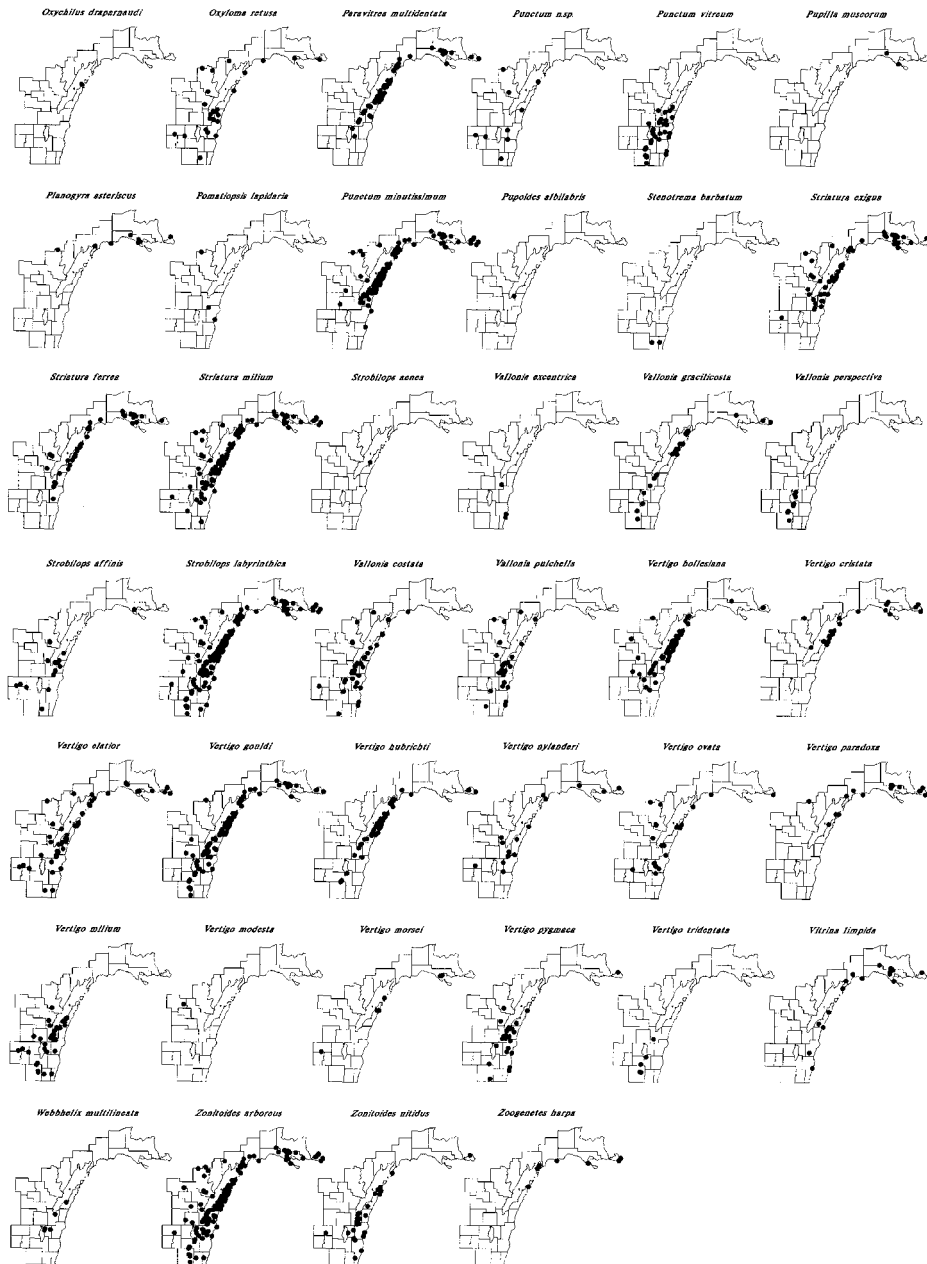 Oxychilus draparnaudi Oxyloma retusa Paravitrea multidentata Punctum n.sp. Punctum vitreum Pupilla muscorum
Planogyra asteriscus Pomatiopsis lapidaria Punctum minutissimum Pupoides albilabris Stenotrema barbatum Striatura exigua
Striatura ferrea Striatura milium Strobilops aenea Vallonia excentrica Vallonia gracilicosta Vallonia perspectiva
Strobilops affinis Strobilops labyrinthica Vallonia costata Vallonia pulchella Vertigo bollesiana Vertigo cristata
Vertigo elatior Vertigo gouldi Vertigo hubrichti Vertigo nylanderi Vertigo ovata Vertigo paradoxa
Vertigo milium Vertigo modesta Vertigo morsei Vertigo pygmaea Vertigo tridentata Vitrina limpida
Webbhelix multilineata Zonitoides arboreus Zonitoides nitidus Zoogenetes harpa